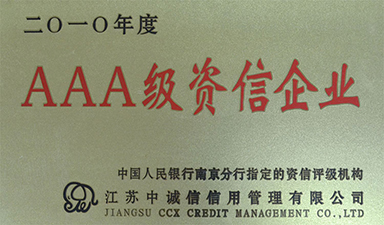 二〇一〇年度
AAA级资信企业
中国人民银行南京分行指定的资信评级机构
江苏中诚信信用管理有限公司
JIANGSU CCX CREDIT MANAGEMENT CO.,LTD